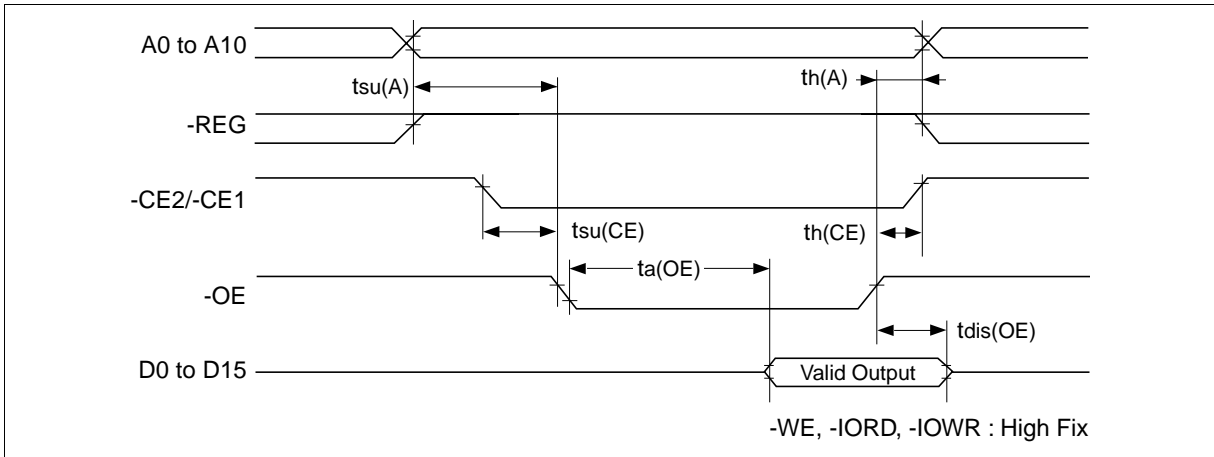 A0 to A10
tsu(A)
th(A)
-REG
-CE2/-CE1
tsu(CE)
th(CE)
ta(OE)
-OE
tdis(OE)
D0 to D15
Valid Output
-WE, -IORD, -IOWR : High Fix